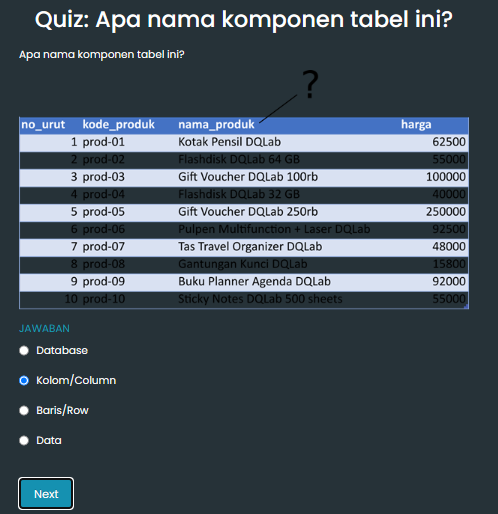 Quiz: Apa nama komponen tabel ini?
Apa nama komponen tabel ini?
?
no_urut kode_produk nama_produk harga
1 prod-01 Kotak Pensil DQLab 62500
2 prod-02 Flashdisk DQLab 64 GB 55000
3 prod-03 Gift Voucher DQLab 100rb 100000
4 prod-04 Flashdisk DQLab 32 GB 40000
5 prod-05 Gift Voucher DQLab 250rb 250000
6 prod-06 Pulpen Multifunction + Laser DQLab 92500
7 prod-07 Tas Travel Organizer DQLab 48000
8 prod-08 Gantungan Kunci DQLab 15800
9 prod-09 Buku Planner Agenda DQLab 92000
10 prod-10 Sticky Notes DQLab 500 sheets 55000
JAWABAN
Database
Kolom/Column
Baris/Row
Data
Next